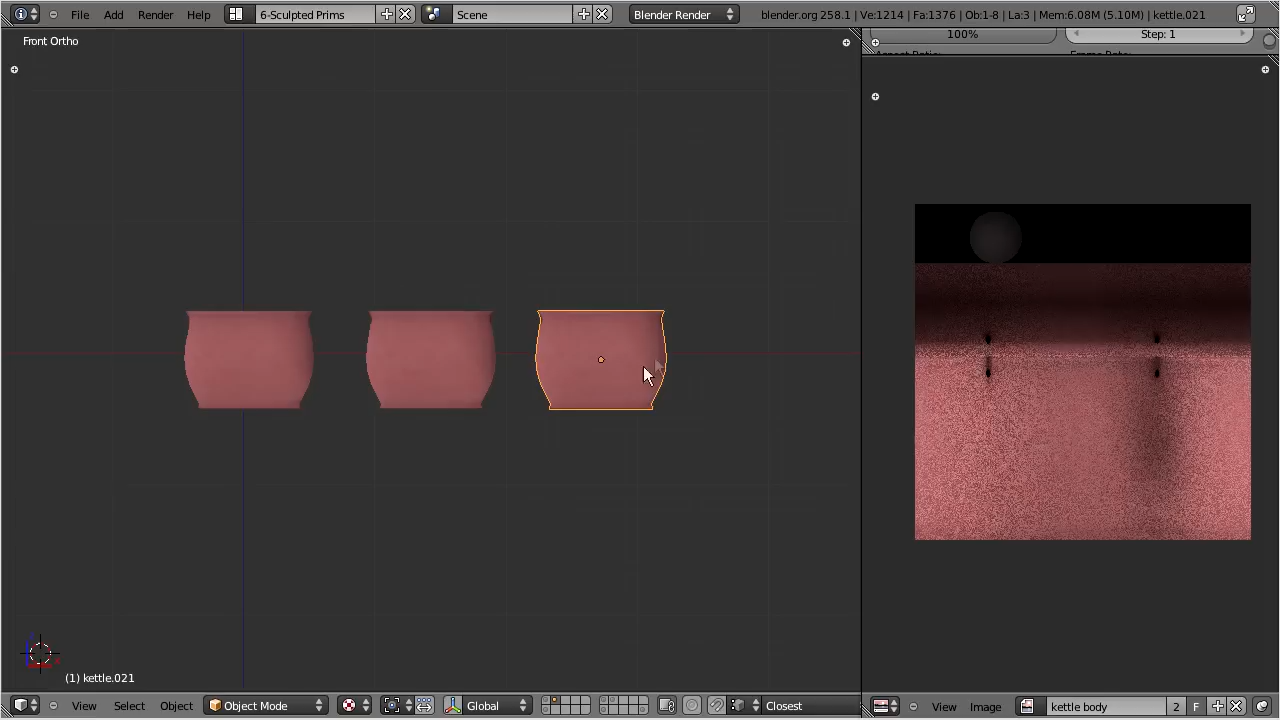 File Add Render Help 6-Sculpted Prims Scene Blender Render blender.org 258.1 | Ve:1214 | Fa:1376 | Ob:1-8 | La:3 | Mem:6.08M (5.10M) | kettle.021
100% Step: 1
Front Ortho
(1) kettle.021
View Select Object Object Mode Global Closest
View Image kettle body 2 F